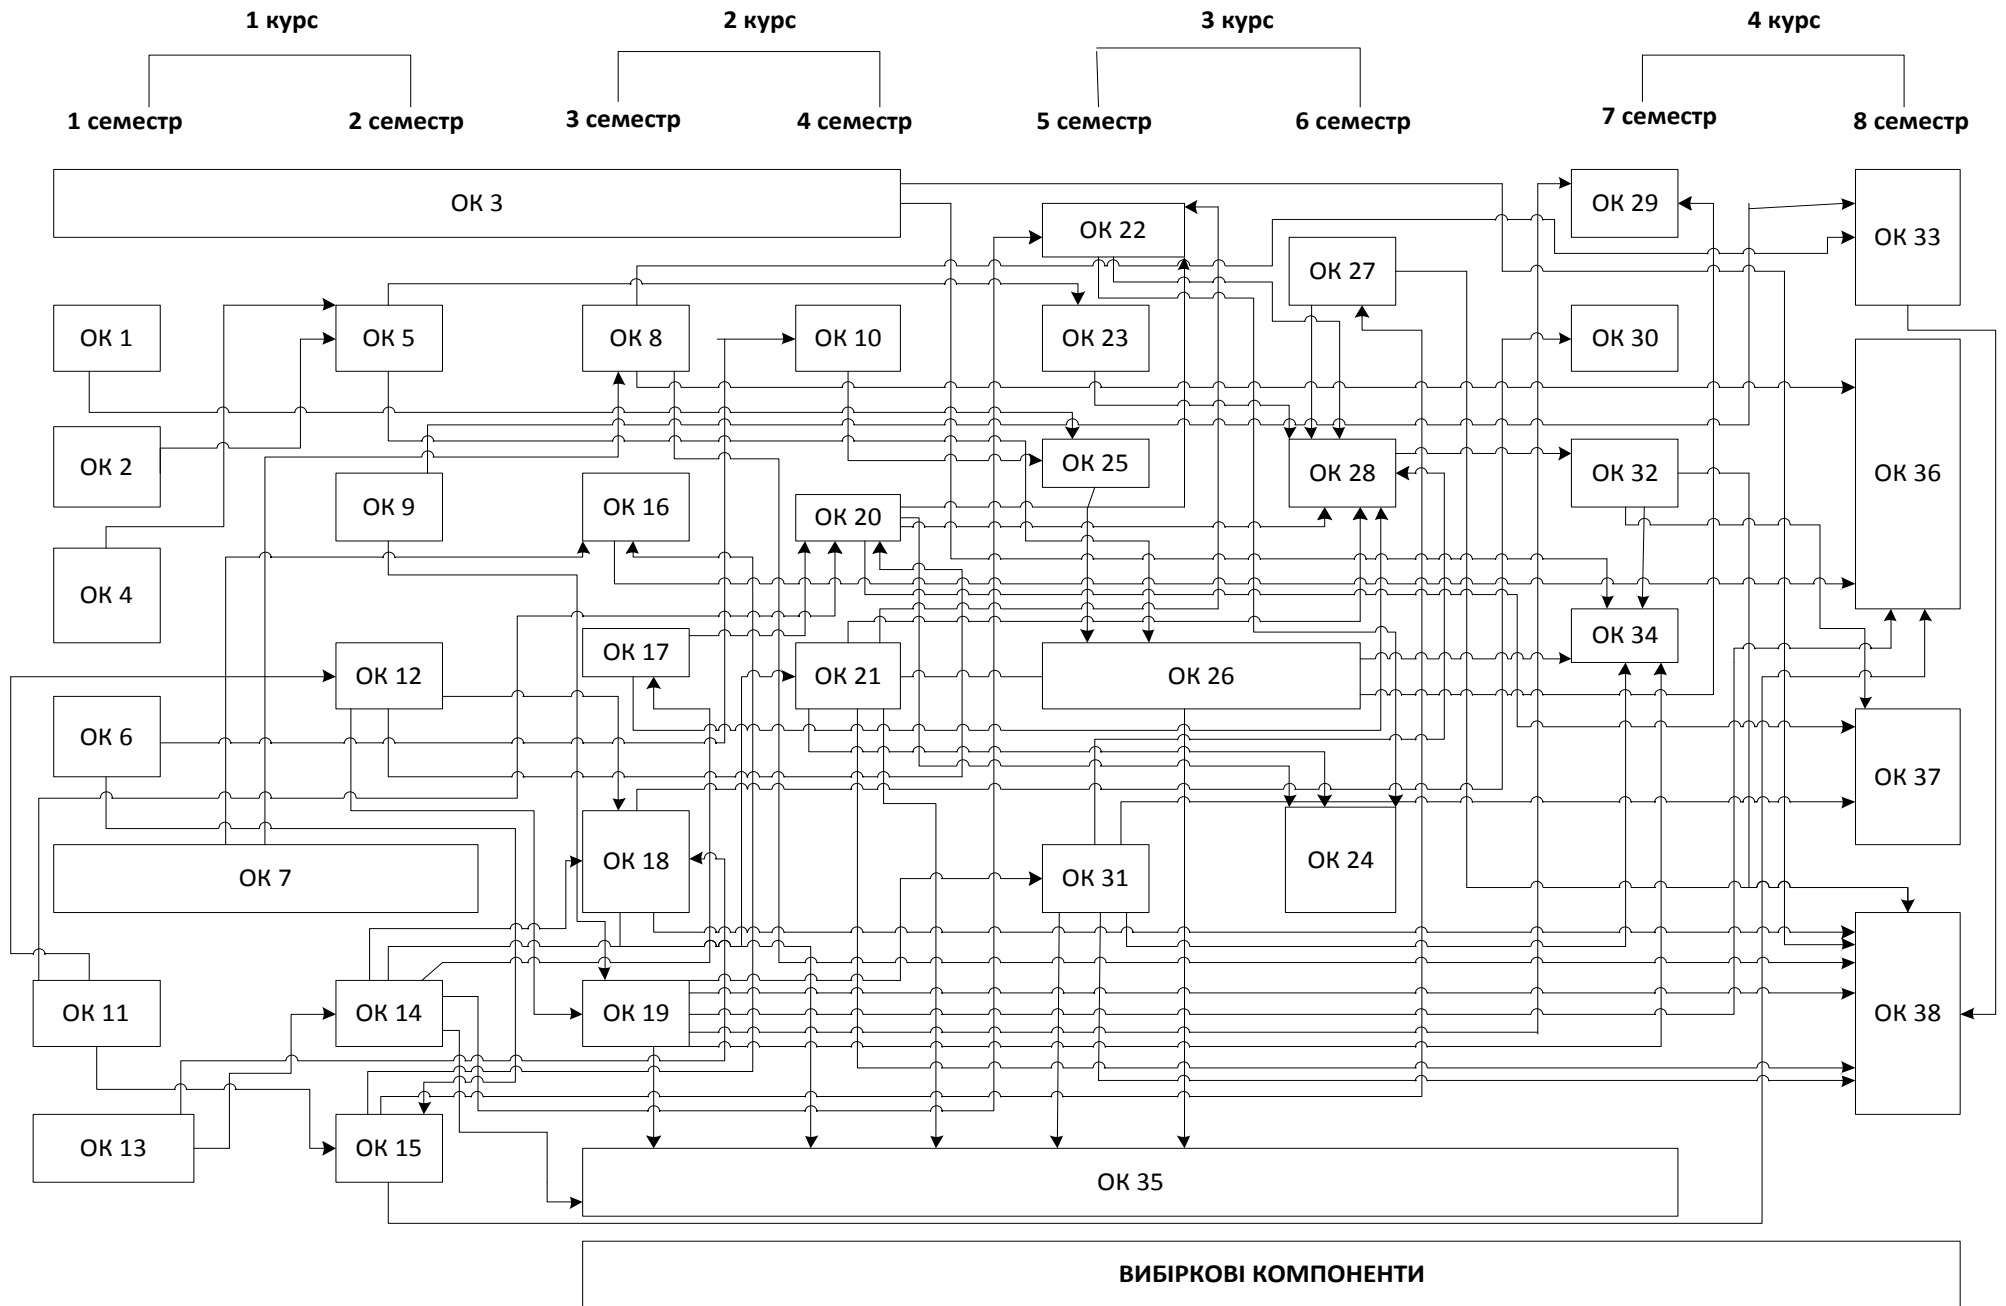 1 курс
2 курс
3 курс
4 курс
1 семестр
2 семестр
3 семестр
4 семестр
5 семестр
6 семестр
7 семестр
8 семестр
ОК 3
ОК 29
ОК 22
ОК 33
ОК 27
ОК 1
ОК 5
ОК 8
ОК 10
ОК 23
ОК 30
ОК 2
ОК 25
ОК 28
ОК 32
ОК 36
ОК 9
ОК 16
ОК 20
ОК 4
ОК 34
ОК 17
ОК 12
ОК 21
ОК 26
ОК 6
ОК 37
ОК 7
ОК 18
ОК 31
ОК 24
ОК 11
ОК 14
ОК 19
ОК 38
ОК 13
ОК 15
ОК 35
ВИБІРКОВІ КОМПОНЕНТИ